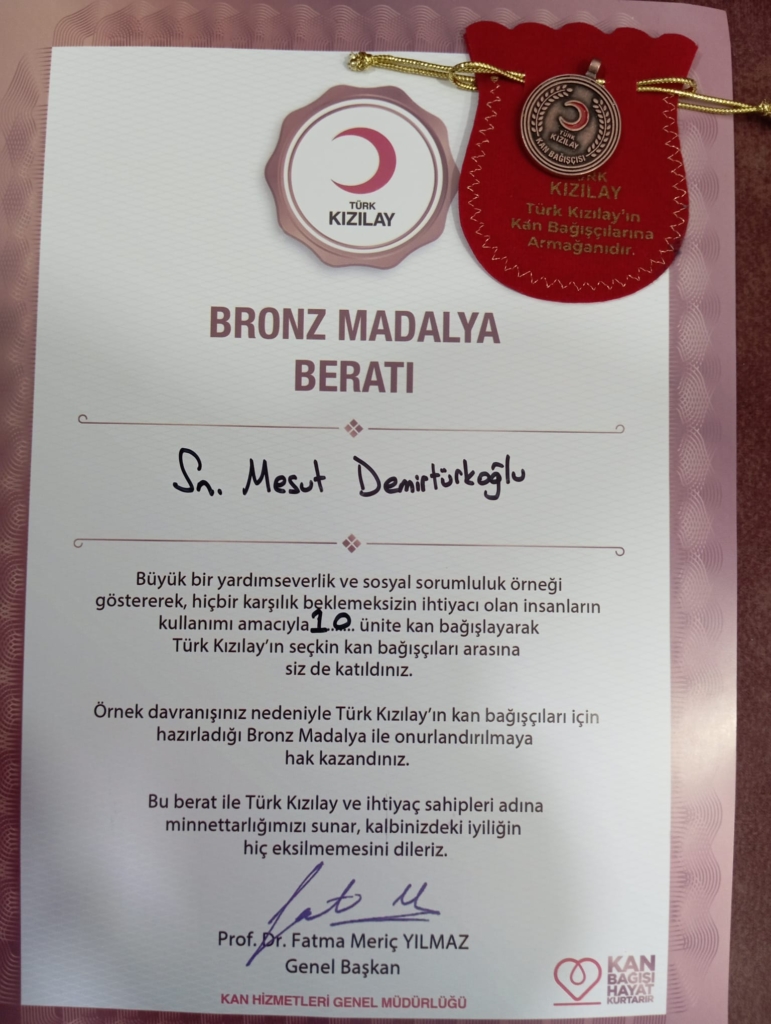 TÜRK
KIZILAY
TÜRK
KIZILAY
KAN BAĞIŞÇISI
KIZILAY
Türk Kızılay'ın
Kan Bağışçılarına
Armağanıdır.
BRONZ MADALYA
BERATI
Sn. Mesut Demirtürkoğlu
Büyük bir yardımseverlik ve sosyal sorumluluk örneği
göstererek, hiçbir karşılık beklemeksizin ihtiyacı olan insanların
kullanımı amacıyla 10...... ünite kan bağışlayarak
Türk Kızılay'ın seçkin kan bağışçıları arasına
siz de katıldınız.
Örnek davranışınız nedeniyle Türk Kızılay'ın kan bağışçıları için
hazırladığı Bronz Madalya ile onurlandırılmaya
hak kazandınız.
Bu berat ile Türk Kızılay ve ihtiyaç sahipleri adına
minnettarlığımızı sunar, kalbinizdeki iyiliğin
hiç eksilmemesini dileriz.
Prof. Dr. Fatma Meriç YILMAZ
Genel Başkan
KAN HİZMETLERİ GENEL MÜDÜRLÜĞÜ
KAN
BAĞIŞI
HAYAT
KURTARIR